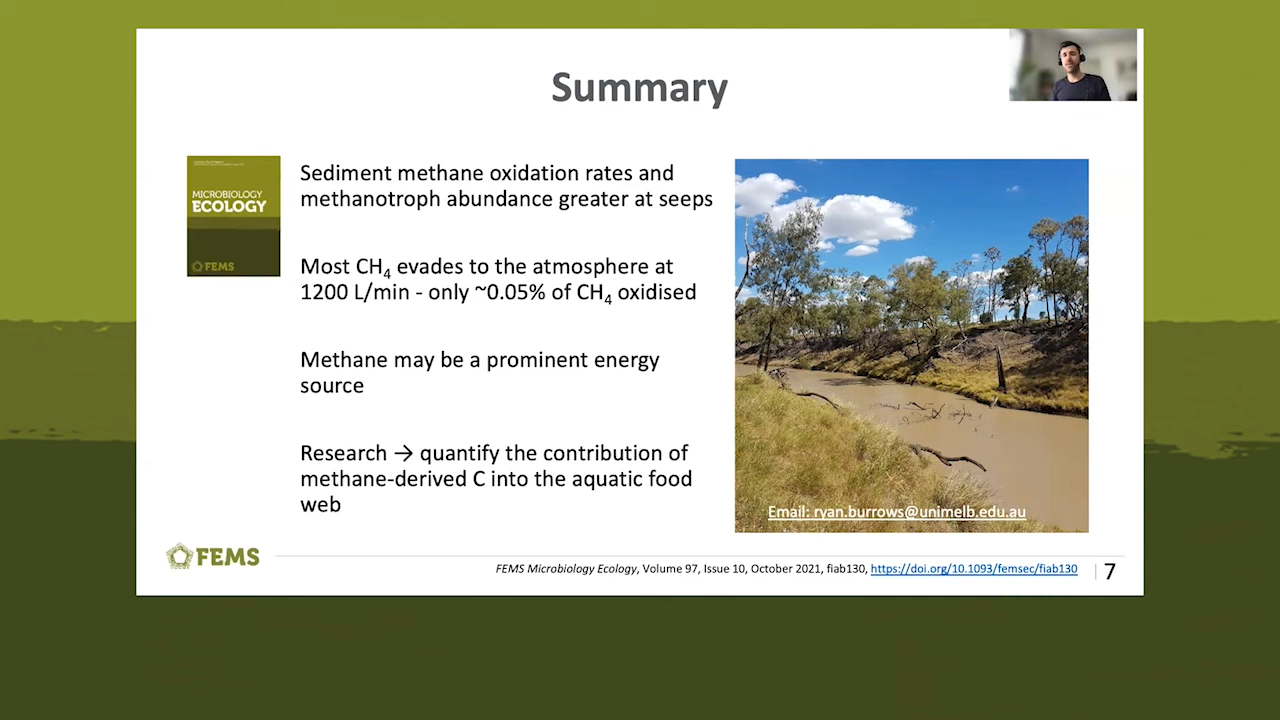 Summary
MICROBIOLOGY
ECOLOGY
FEMS
Sediment methane oxidation rates and
methanotroph abundance greater at seeps
Most CH₄ evades to the atmosphere at
1200 L/min - only ~0.05% of CH₄ oxidised
Methane may be a prominent energy
source
Research → quantify the contribution of
methane-derived C into the aquatic food
web
Email: ryan.burrows@unimelb.edu.au
FEMS
FEMS Microbiology Ecology, Volume 97, Issue 10, October 2021, fiab130, https://doi.org/10.1093/femsec/fiab130
7